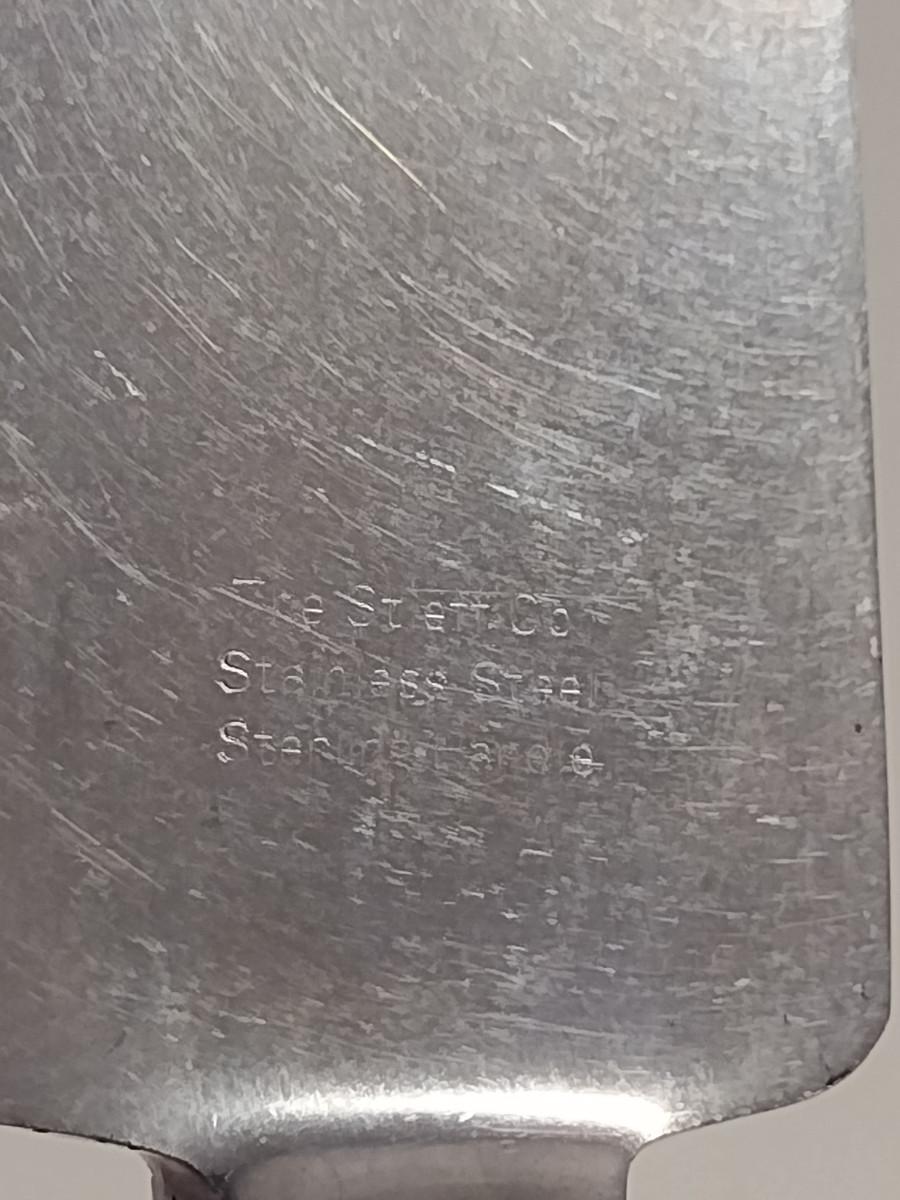 The Stieff Co
Stainless Steel
Sterling Handle